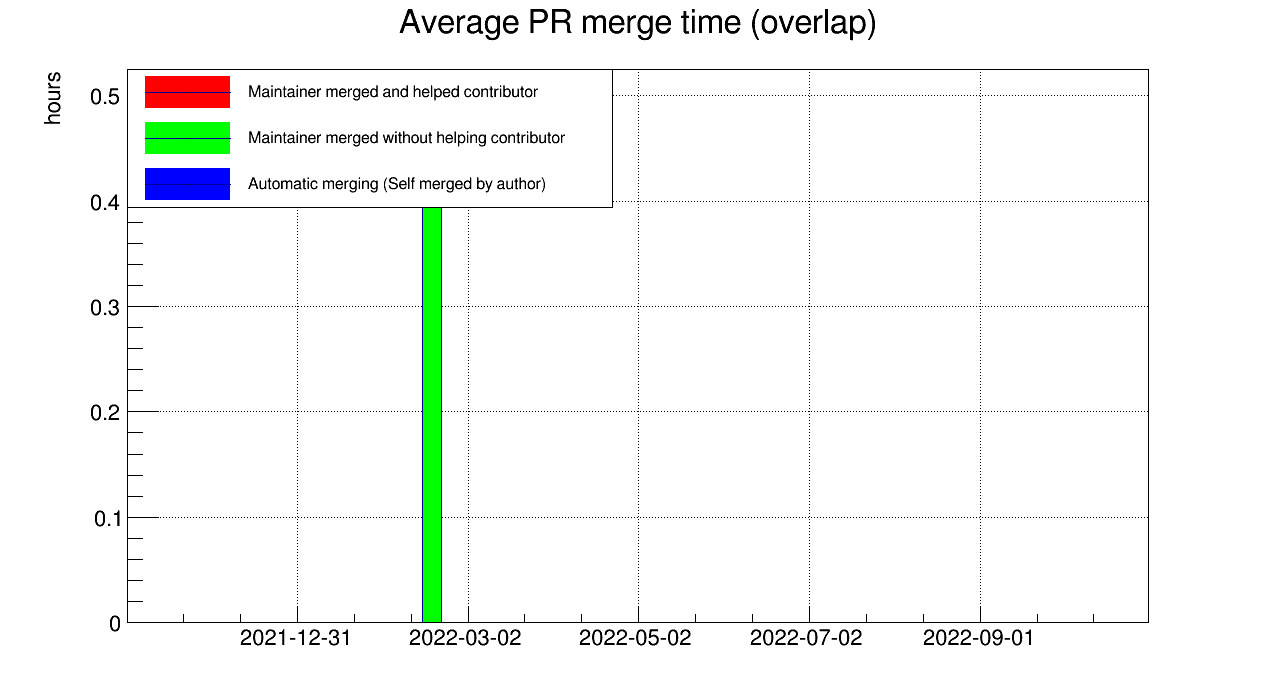 Average PR merge time (overlap)
hours
Maintainer merged and helped contributor
Maintainer merged without helping contributor
Automatic merging (Self merged by author)
0.5
0.4
0.3
0.2
0.1
0
2021-12-31
2022-03-02
2022-05-02
2022-07-02
2022-09-01